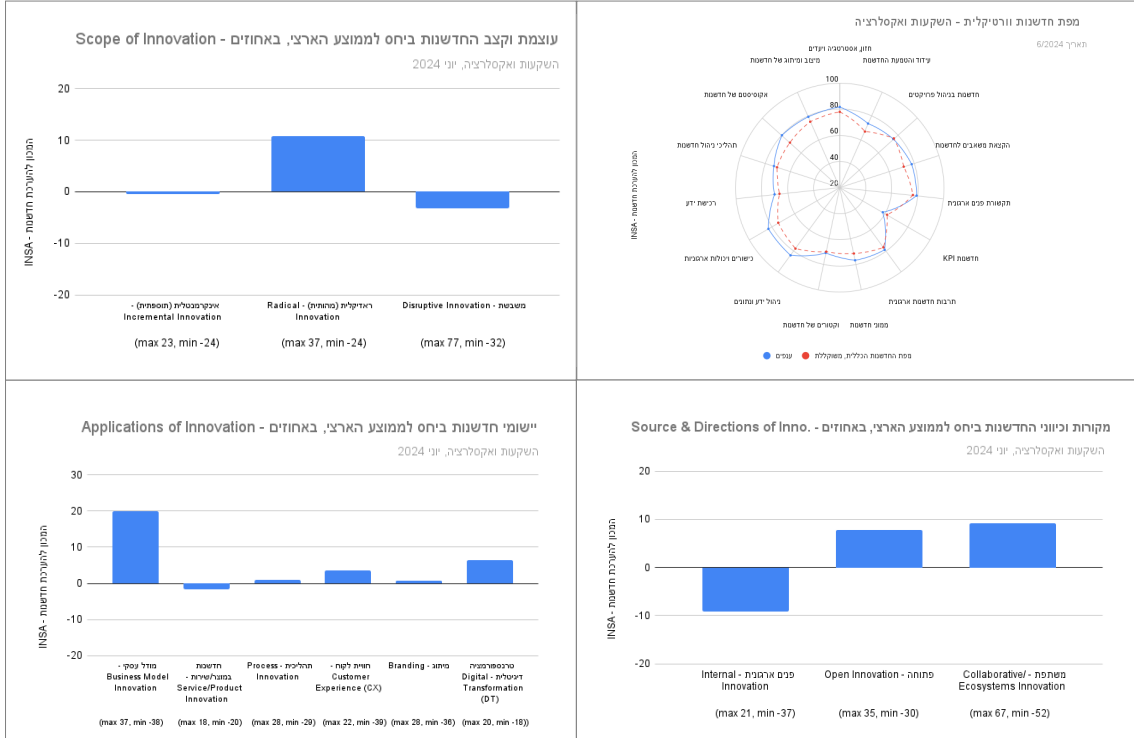 עוצמת וקצב החדשנות ביחס לממוצע הארצי, באחוזים - Scope of Innovation
השקעות ואקסלרציה, יוני 2024
המכון להערכת חדשנות - INSA
20
10
0
-10
-20
אינקרמנטלית (תוספתית) -
Incremental Innovation
(max 23, min -24)
ראדיקלית (מהותית) - Radical
Innovation
(max 37, min -24)
משבשת - Disruptive Innovation
(max 77, min -32)
מפת חדשנות וורטיקלית - השקעות ואקסלרציה
תאריך 6/2024
המכון להערכת חדשנות - INSA
חזון, אסטרטגיה ויעדים
עידוד והטמעת החדשנות
חדשנות בניהול פרויקטים
הקצאת משאבים לחדשנות
תקשורת פנים ארגונית
חדשנות KPI
תרבות חדשנות ארגונית
ממוני חדשנות
וקטורים של חדשנות
ניהול ידע ונתונים
כישורים ויכולות ארגוניות
רכישת ידע
תהליכי ניהול חדשנות
אקוסיסטם של חדשנות
מיצוב ומיתוג של חדשנות
100
80
60
40
20
ענפים
מפת החדשנות הכללית, משוקללת
יישומי חדשנות ביחס לממוצע הארצי, באחוזים - Applications of Innovation
השקעות ואקסלרציה, יוני 2024
המכון להערכת חדשנות - INSA
30
20
10
0
-10
-20
מודל עסקי -
Business Model
Innovation
(max 37, min -38)
חדשנות
במוצר/שירות -
Service/Product
Innovation
(max 18, min -20)
תהליכית - Process
Innovation
(max 28, min -29)
חוויית לקוח -
Customer
Experience (CX)
(max 22, min -39)
מיתוג - Branding
(max 28, min -36)
טרנספורמציה
דיגיטלית - Digital
Transformation
(DT)
(max 20, min -18))
מקורות וכיווני החדשנות ביחס לממוצע הארצי, באחוזים - .Source & Directions of Inno
השקעות ואקסלרציה, יוני 2024
המכון להערכת חדשנות - INSA
20
10
0
-10
-20
פנים ארגונית - Internal
Innovation
(max 21, min -37)
פתוחה - Open Innovation
(max 35, min -30)
משתפת - /Collaborative
Ecosystems Innovation
(max 67, min -52)